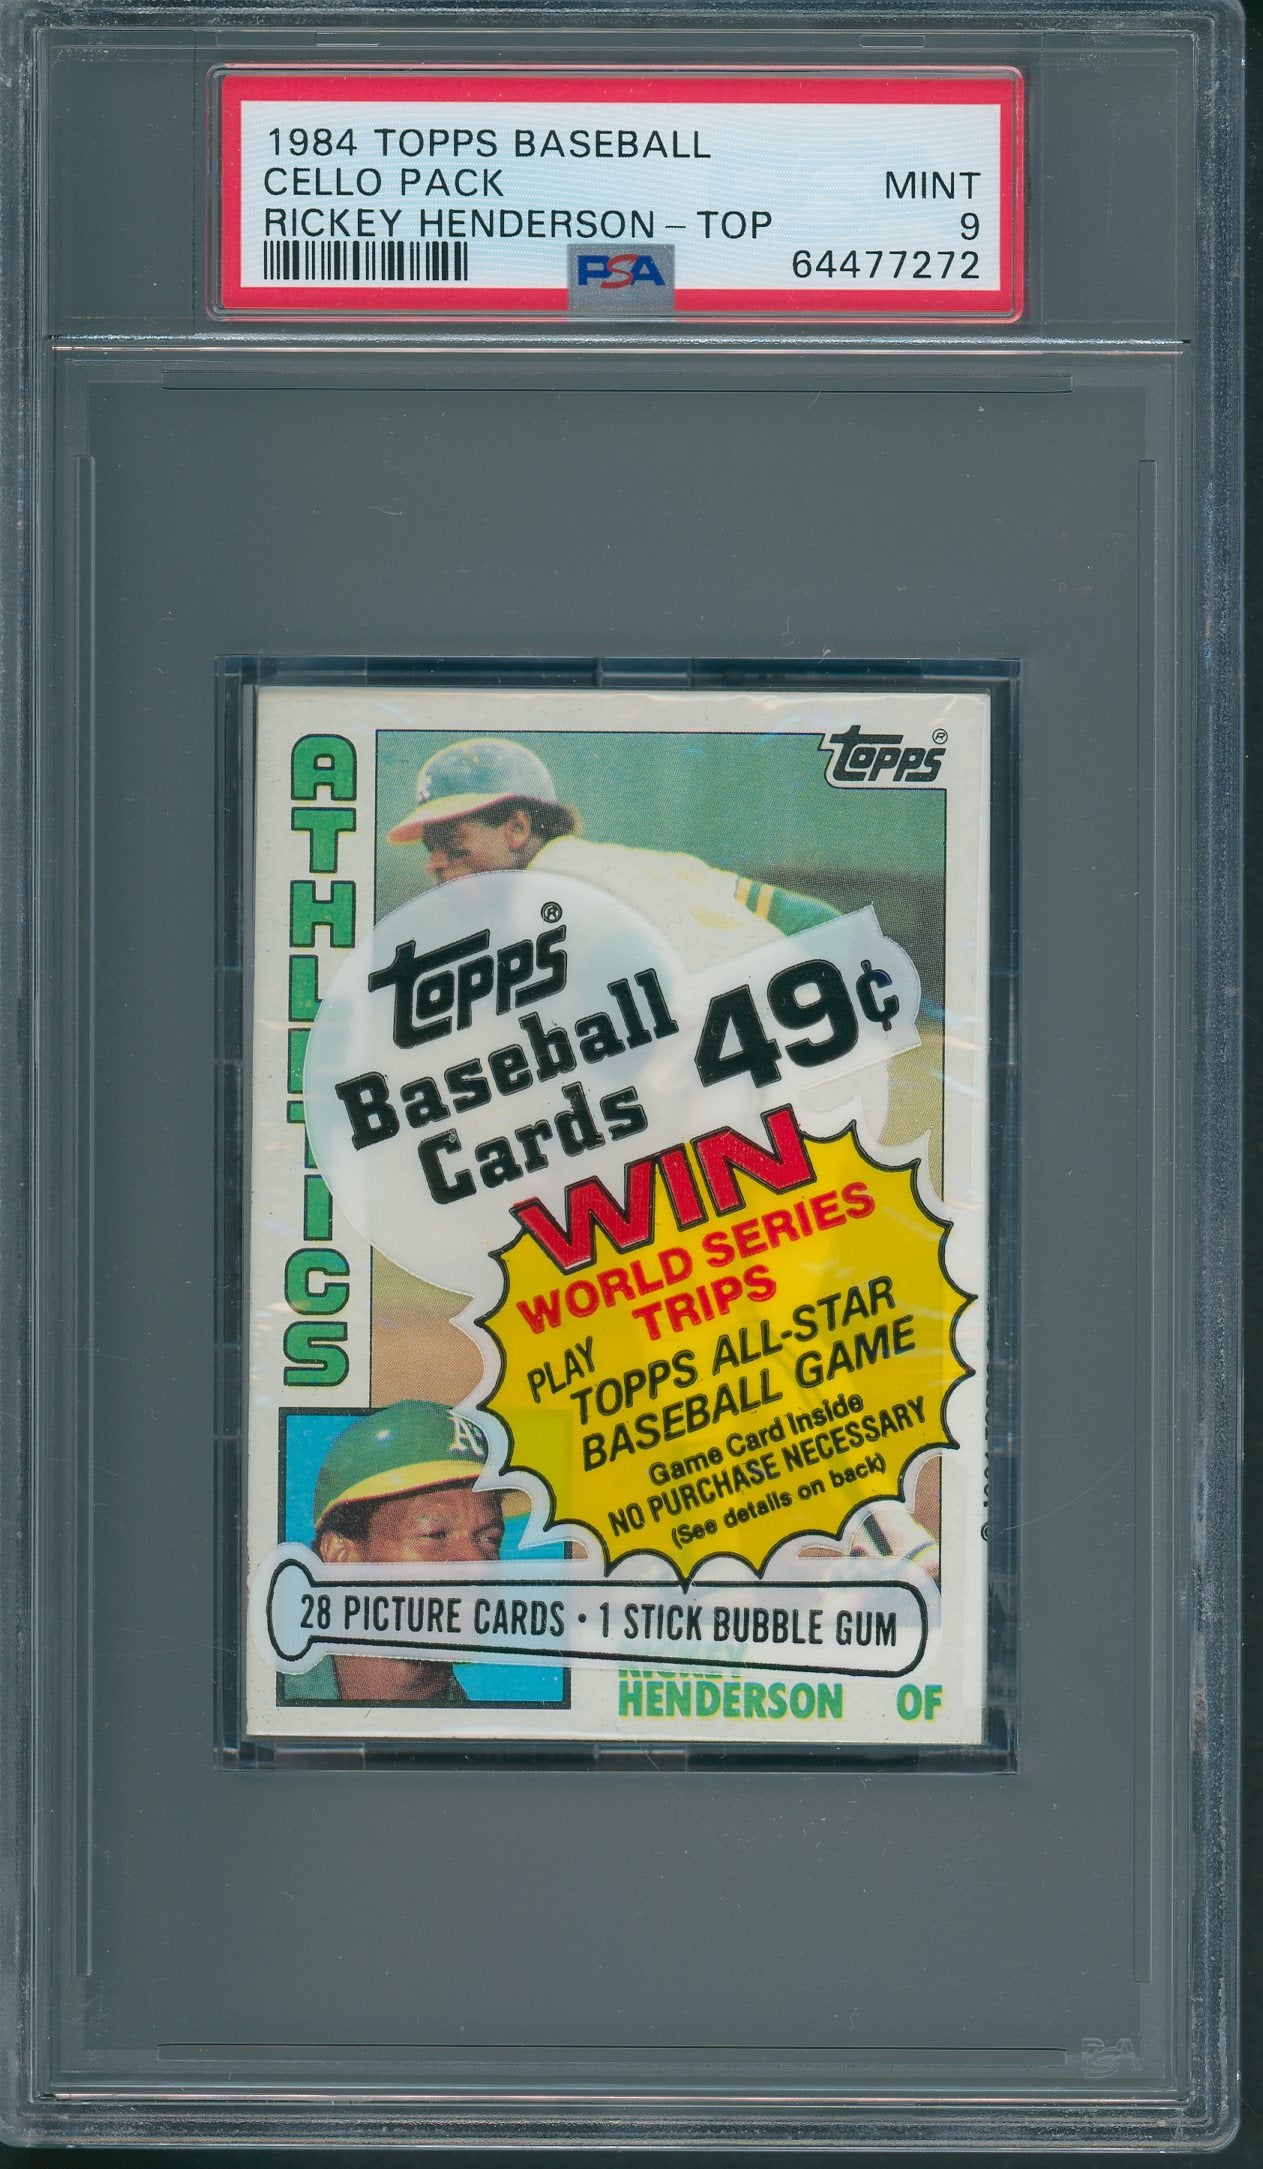 1984 TOPPS BASEBALL
CELLO PACK
MINT
RICKEY HENDERSON – TOP
9
PSA
64477272
ATHLETICS
TOPPS®
TOPPS®
Baseball
Cards
49¢
WIN
WORLD SERIES
TRIPS
PLAY
TOPPS ALL-STAR
BASEBALL GAME
Game Card Inside
NO PURCHASE NECESSARY
(See details on back)
A
28 PICTURE CARDS · 1 STICK BUBBLE GUM
RICKEY
HENDERSON OF
PSA